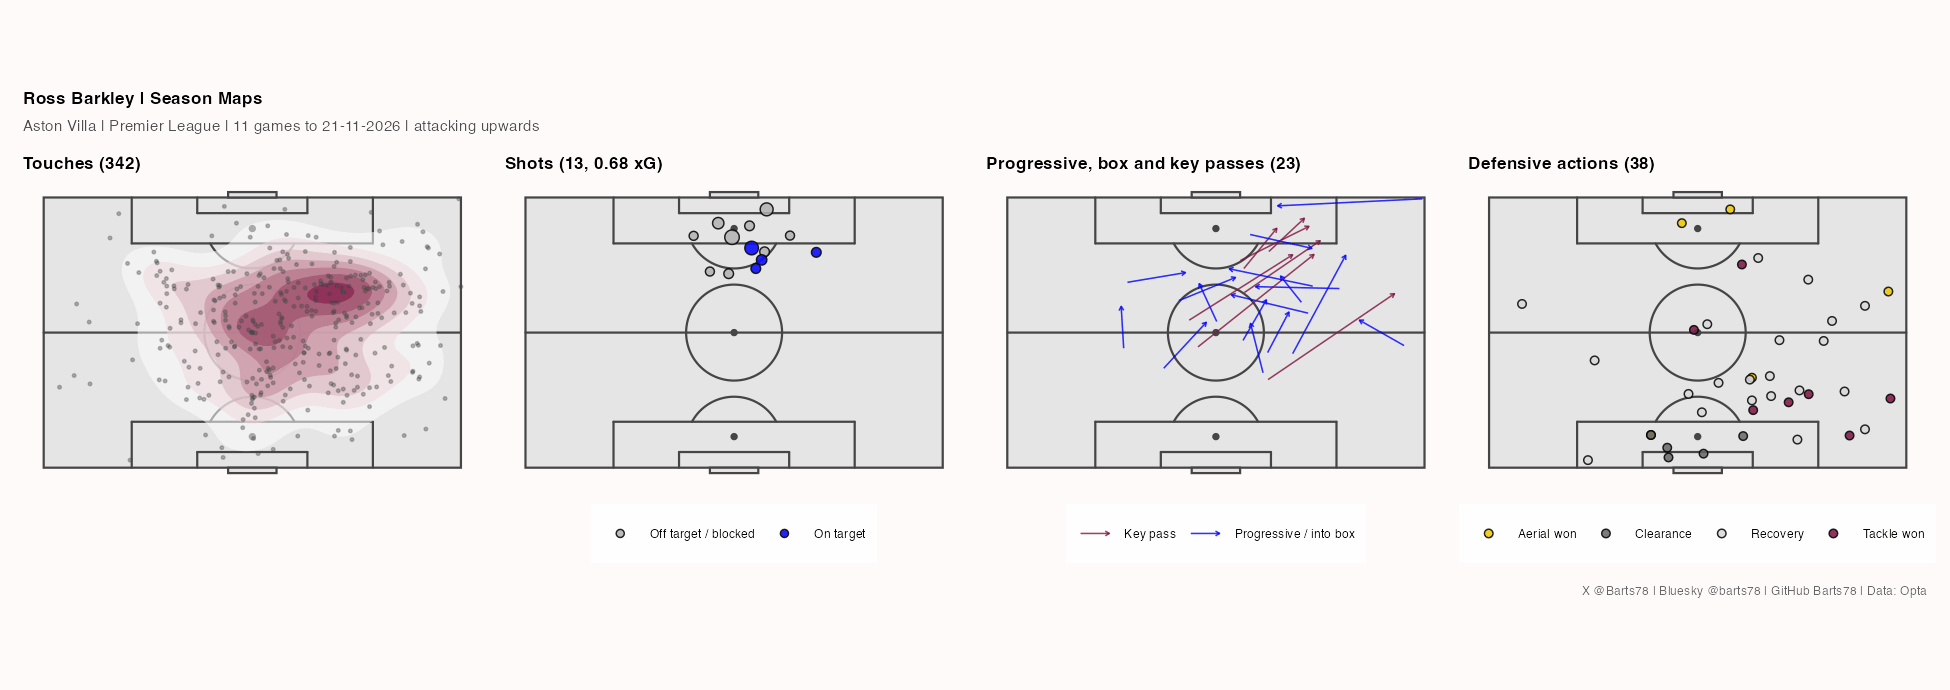 Ross Barkley | Season Maps
Aston Villa | Premier League | 11 games to 21-11-2026 | attacking upwards
Touches (342)
Shots (13, 0.68 xG)
Progressive, box and key passes (23)
Defensive actions (38)
Off target / blocked
On target
Key pass
Progressive / into box
Aerial won
Clearance
Recovery
Tackle won
X @Barts78 | Bluesky @barts78 | GitHub Barts78 | Data: Opta